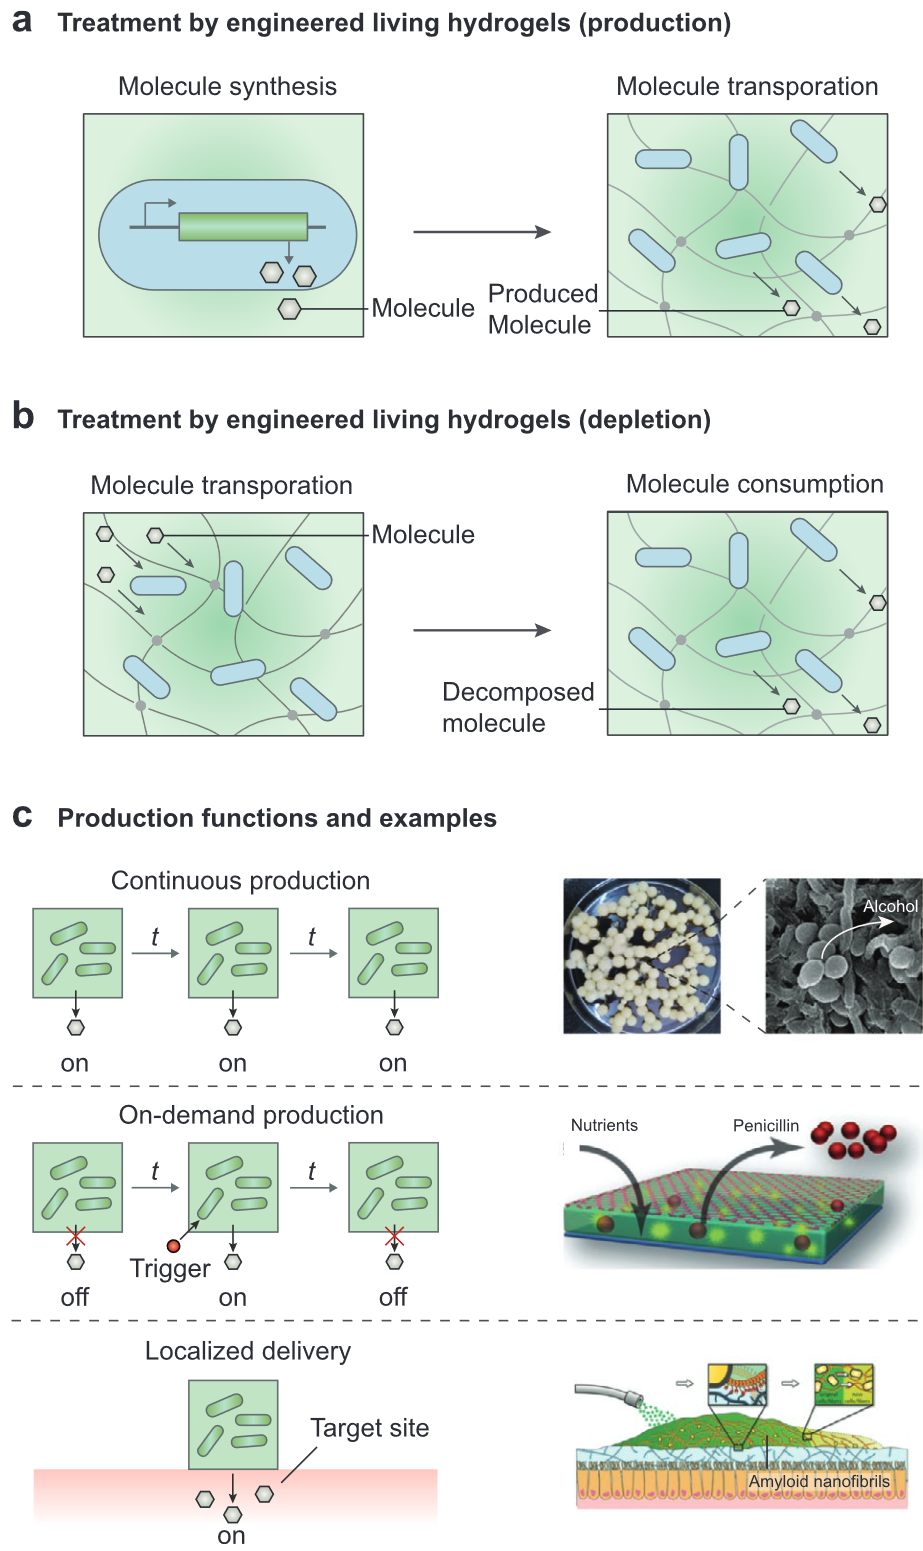 a Treatment by engineered living hydrogels (production)
Molecule synthesis
Molecule transporation
Molecule
Produced
Molecule
b Treatment by engineered living hydrogels (depletion)
Molecule transporation
Molecule consumption
Molecule
Decomposed
molecule
c Production functions and examples
Continuous production
t
t
on
on
on
Alcohol
On-demand production
t
t
Trigger
off
on
off
Nutrients
Penicillin
Localized delivery
Target site
on
Amyloid nanofibrils